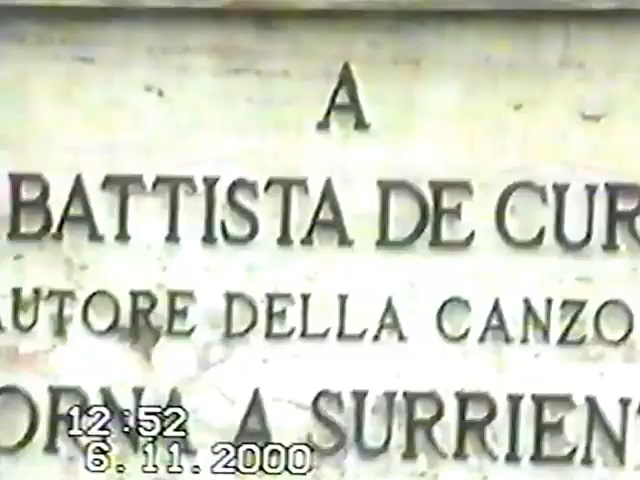 A
BATTISTA DE CUR
AUTORE DELLA CANZO
ORNA A SURRIENT
12:52
6.11.2000